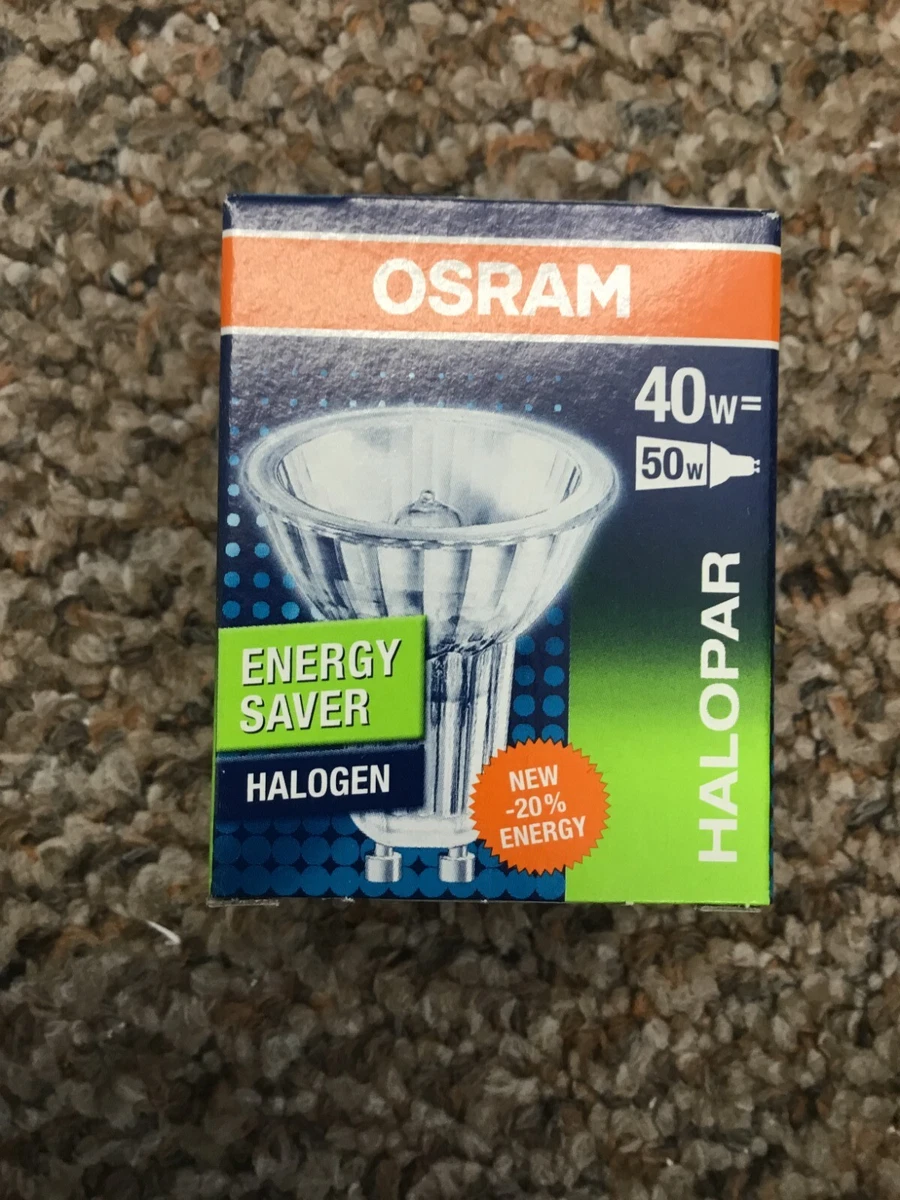 OSRAM
40W=
50W
ENERGY
SAVER
HALOGEN
NEW
-20%
ENERGY
HALOPAR